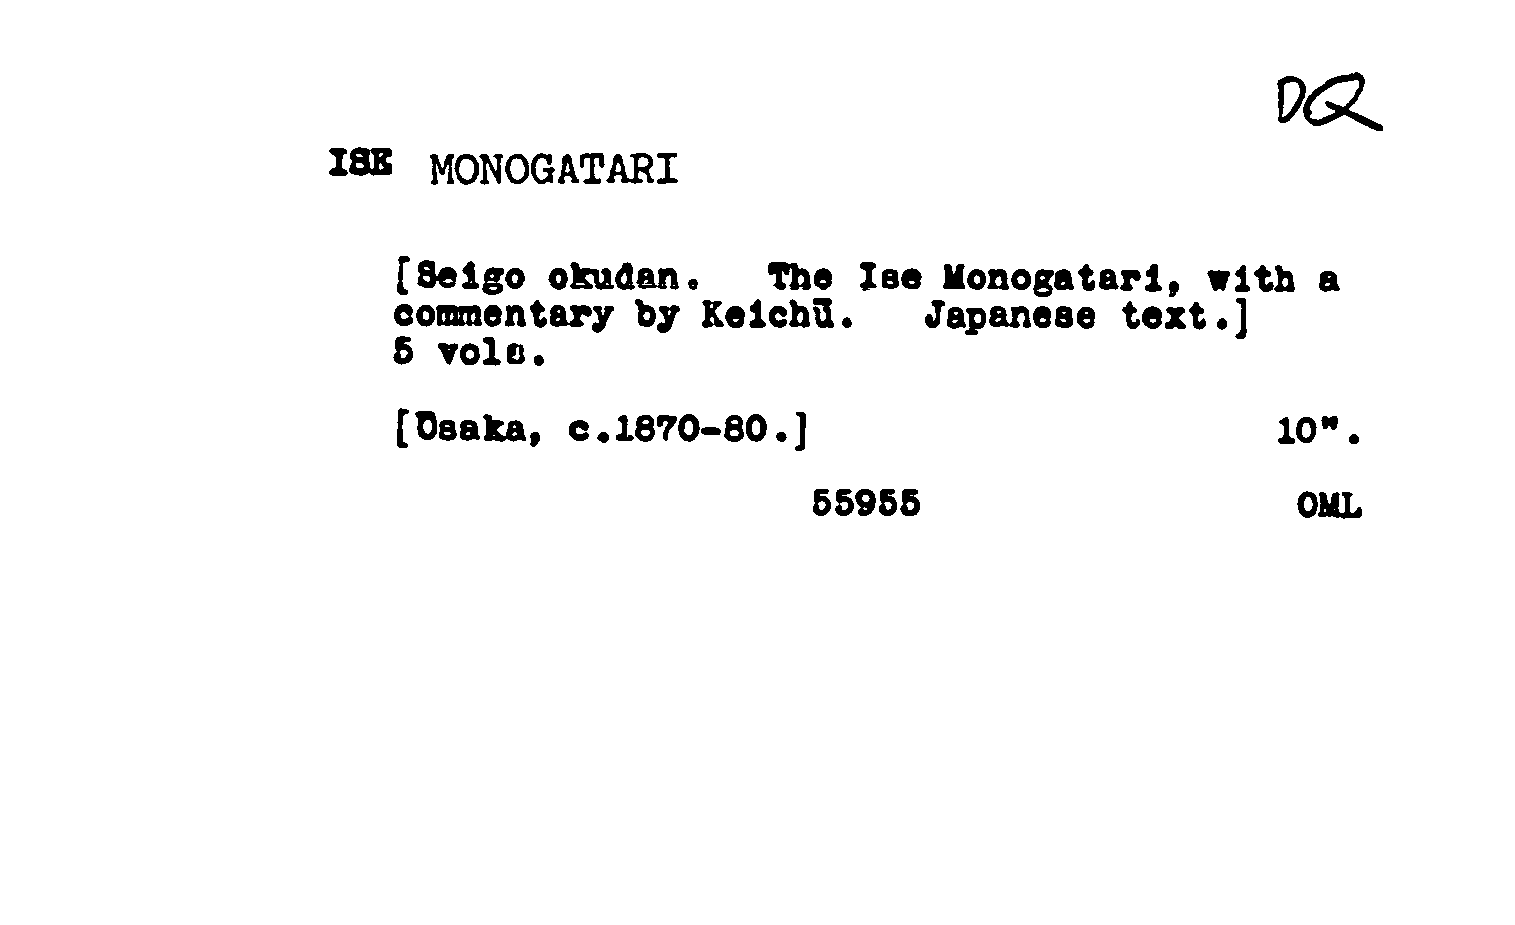 DQ
ISE MONOGATARI
[Seigo okudan. The Ise Monogatari, with a
commentary by Keichū. Japanese text.]
5 vols.
[Ōsaka, c.1870-80.] 10".
55955 OML